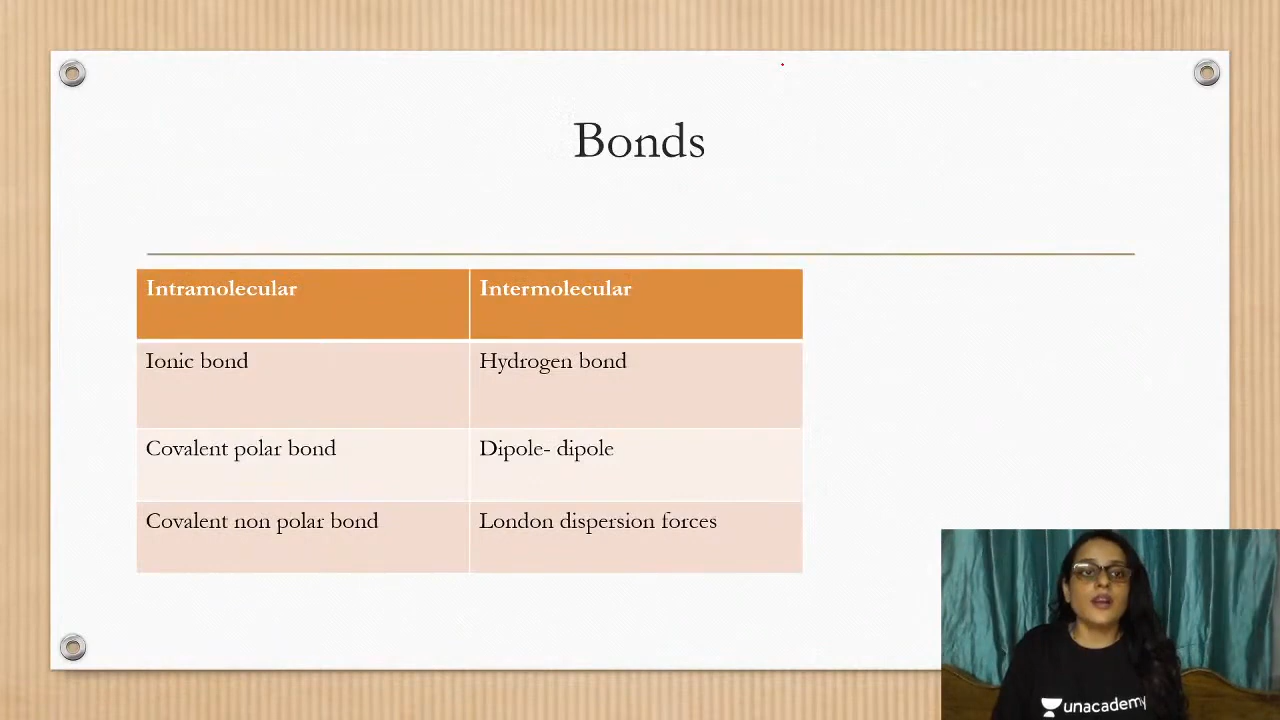 Bonds
Intramolecular Intermolecular
Ionic bond Hydrogen bond
Covalent polar bond Dipole- dipole
Covalent non polar bond London dispersion forces
unacademy